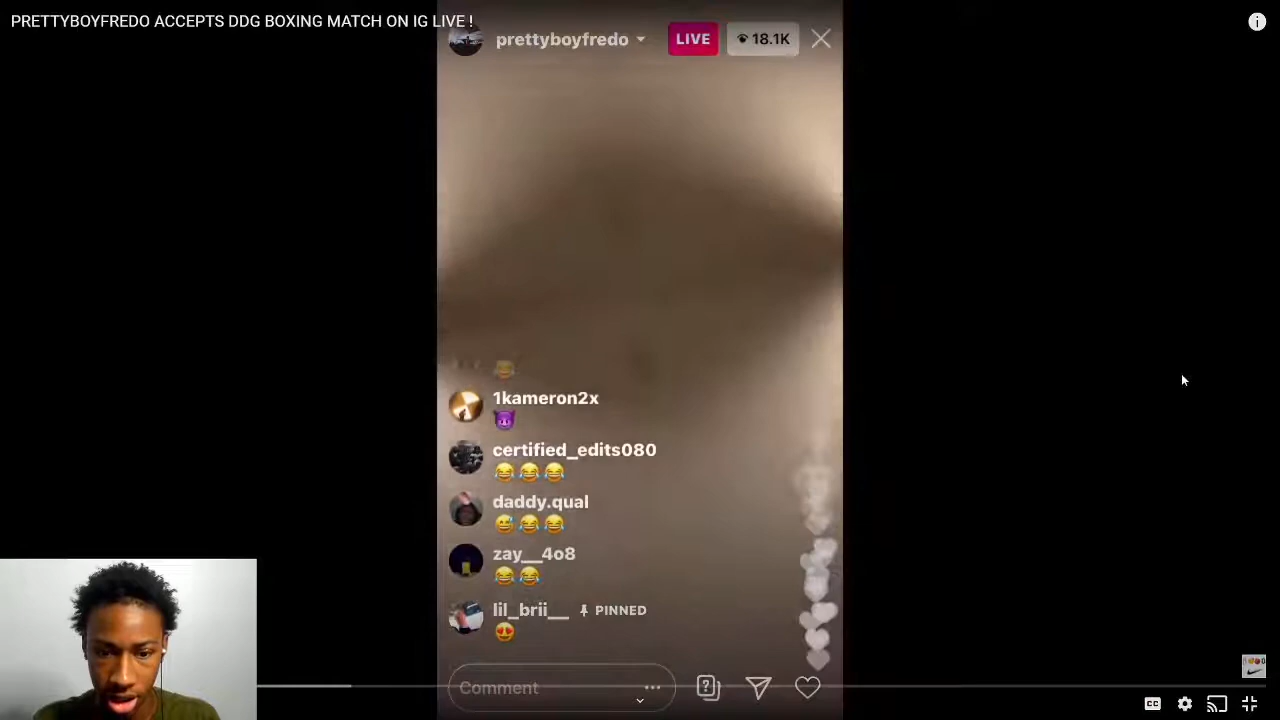 PRETTYBOYFREDO ACCEPTS DDG BOXING MATCH ON IG LIVE !
prettyboyfredo
LIVE
18.1K
1kameron2x
certified_edits080
daddy.qual
zay__4o8
lil_brii__ PINNED
Comment
CC